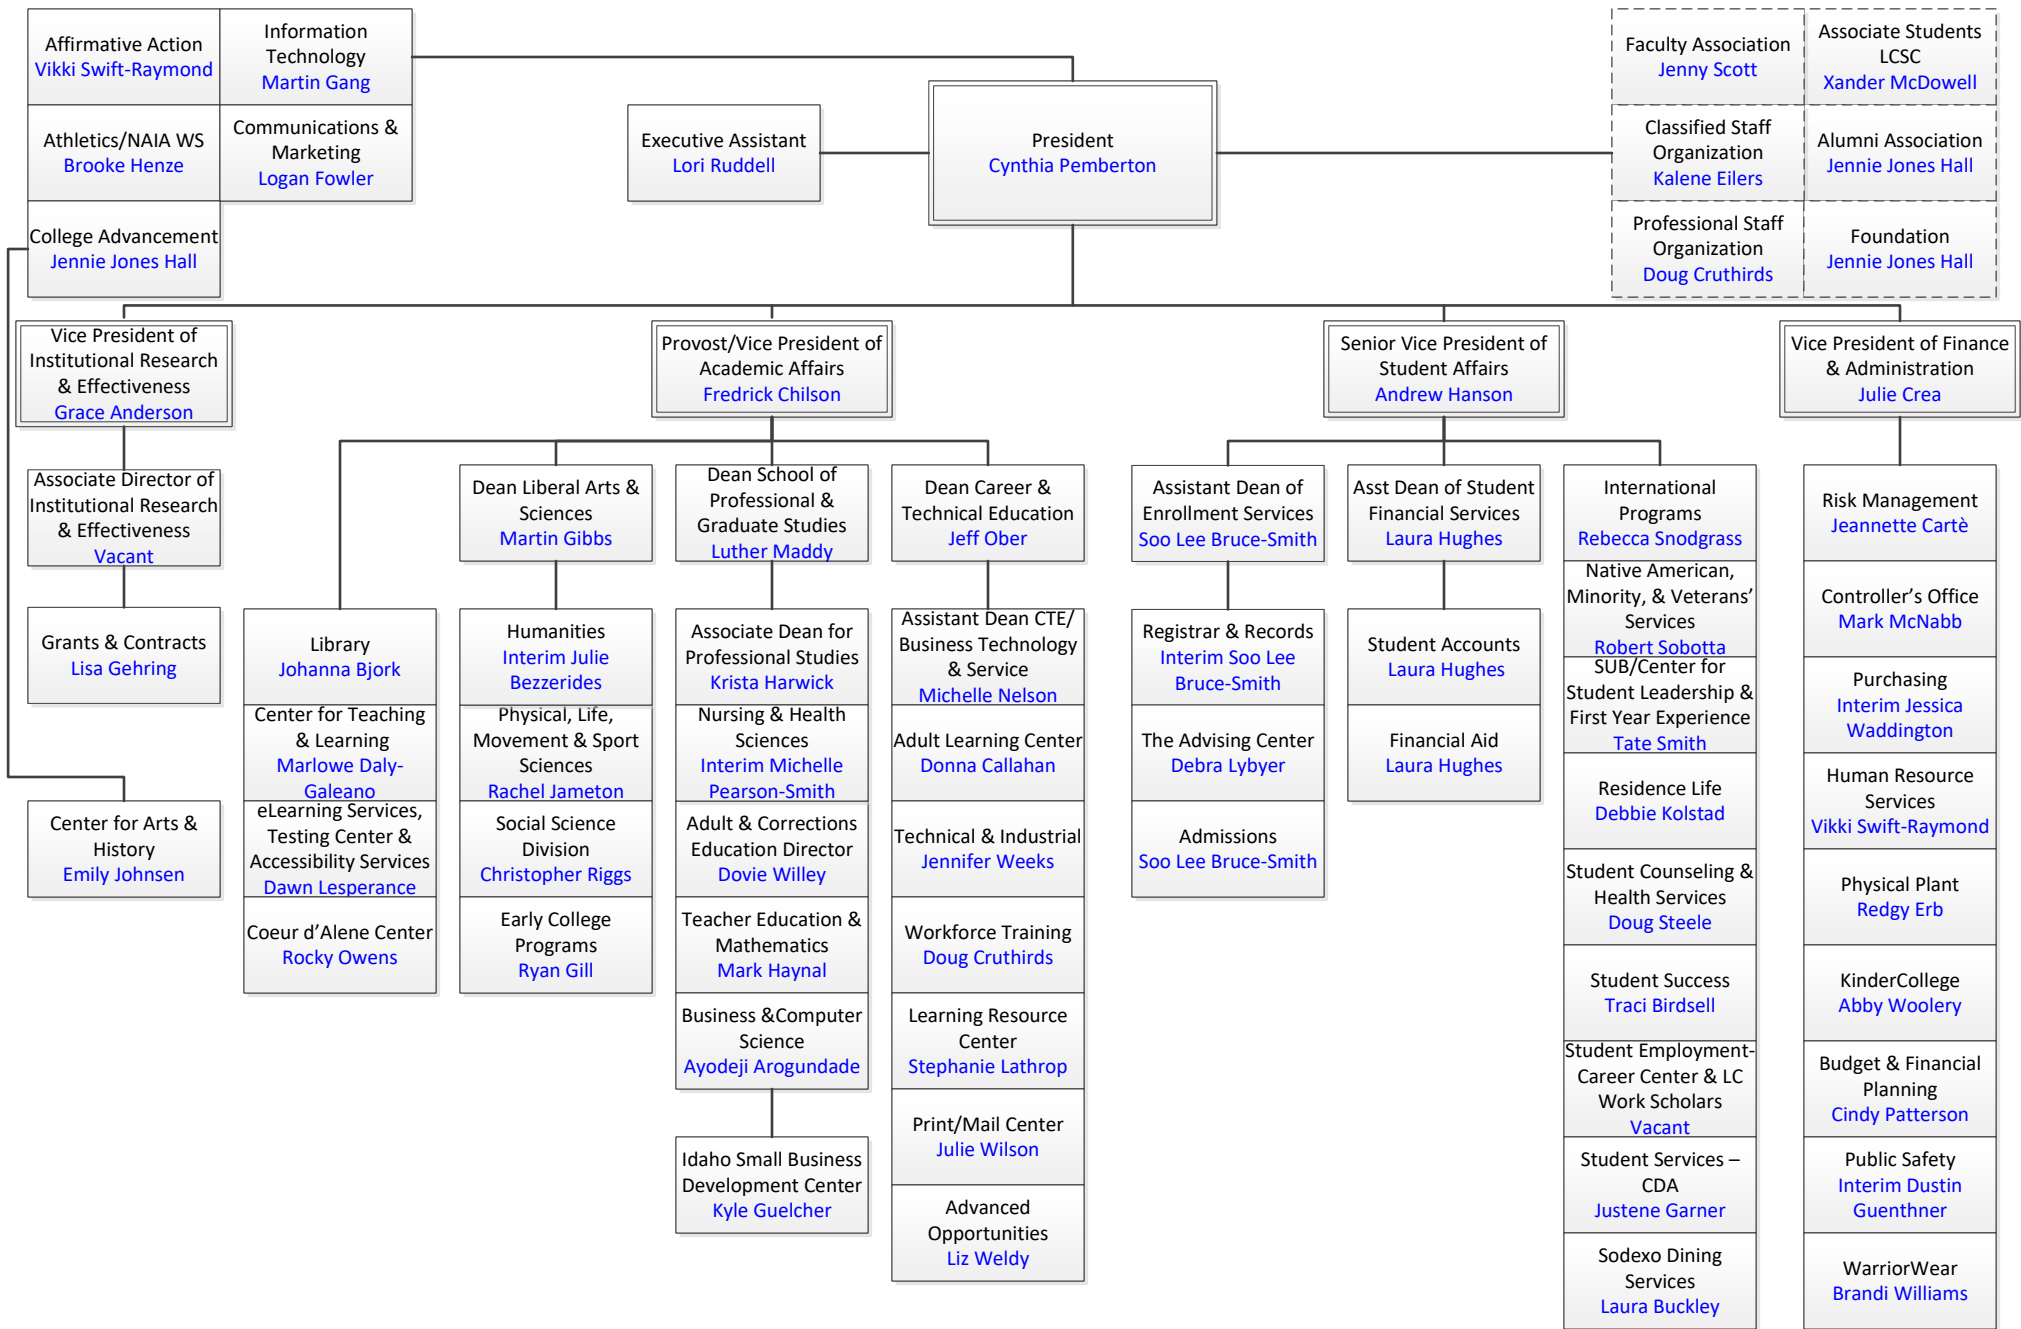 Affirmative Action
Vikki Swift-Raymond
Information
Technology
Martin Gang
Athletics/NAIA WS
Brooke Henze
Communications &
Marketing
Logan Fowler
College Advancement
Jennie Jones Hall
Executive Assistant
Lori Ruddell
President
Cynthia Pemberton
Faculty Association
Jenny Scott
Associate Students
LCSC
Xander McDowell
Classified Staff
Organization
Kalene Eilers
Alumni Association
Jennie Jones Hall
Professional Staff
Organization
Doug Cruthirds
Foundation
Jennie Jones Hall
Vice President of
Institutional Research
& Effectiveness
Grace Anderson
Provost/Vice President of
Academic Affairs
Fredrick Chilson
Senior Vice President of
Student Affairs
Andrew Hanson
Vice President of Finance
& Administration
Julie Crea
Associate Director of
Institutional Research
& Effectiveness
Vacant
Grants & Contracts
Lisa Gehring
Center for Arts &
History
Emily Johnsen
Library
Johanna Bjork
Center for Teaching
& Learning
Marlowe Daly-
Galeano
eLearning Services,
Testing Center &
Accessibility Services
Dawn Lesperance
Coeur d’Alene Center
Rocky Owens
Dean Liberal Arts &
Sciences
Martin Gibbs
Humanities
Interim Julie
Bezzerides
Physical, Life,
Movement & Sport
Sciences
Rachel Jameton
Social Science
Division
Christopher Riggs
Early College
Programs
Ryan Gill
Dean School of
Professional &
Graduate Studies
Luther Maddy
Associate Dean for
Professional Studies
Krista Harwick
Nursing & Health
Sciences
Interim Michelle
Pearson-Smith
Adult & Corrections
Education Director
Dovie Willey
Teacher Education &
Mathematics
Mark Haynal
Business &Computer
Science
Ayodeji Arogundade
Idaho Small Business
Development Center
Kyle Guelcher
Dean Career &
Technical Education
Jeff Ober
Assistant Dean CTE/
Business Technology
& Service
Michelle Nelson
Adult Learning Center
Donna Callahan
Technical & Industrial
Jennifer Weeks
Workforce Training
Doug Cruthirds
Learning Resource
Center
Stephanie Lathrop
Print/Mail Center
Julie Wilson
Advanced
Opportunities
Liz Weldy
Assistant Dean of
Enrollment Services
Soo Lee Bruce-Smith
Registrar & Records
Interim Soo Lee
Bruce-Smith
The Advising Center
Debra Lybyer
Admissions
Soo Lee Bruce-Smith
Asst Dean of Student
Financial Services
Laura Hughes
Student Accounts
Laura Hughes
Financial Aid
Laura Hughes
International
Programs
Rebecca Snodgrass
Native American,
Minority, & Veterans’
Services
Robert Sobotta
SUB/Center for
Student Leadership &
First Year Experience
Tate Smith
Residence Life
Debbie Kolstad
Student Counseling &
Health Services
Doug Steele
Student Success
Traci Birdsell
Student Employment-
Career Center & LC
Work Scholars
Vacant
Student Services –
CDA
Justene Garner
Sodexo Dining
Services
Laura Buckley
Risk Management
Jeannette Cartè
Controller’s Office
Mark McNabb
Purchasing
Interim Jessica
Waddington
Human Resource
Services
Vikki Swift-Raymond
Physical Plant
Redgy Erb
KinderCollege
Abby Woolery
Budget & Financial
Planning
Cindy Patterson
Public Safety
Interim Dustin
Guenthner
WarriorWear
Brandi Williams